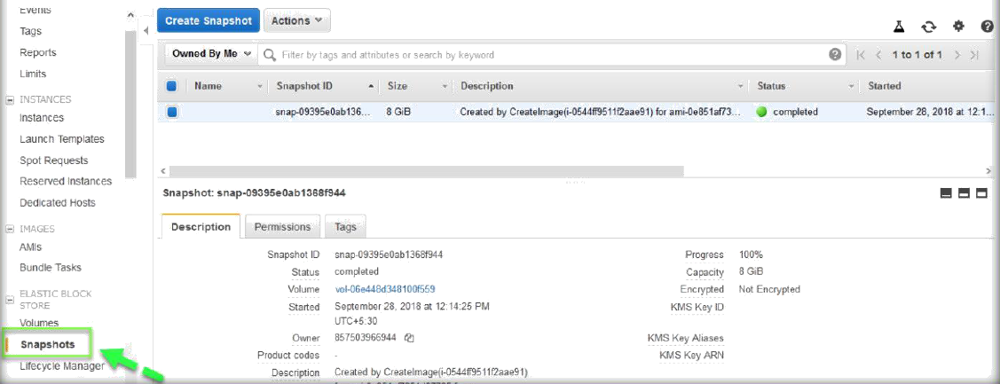 Events
Tags
Reports
Limits
INSTANCES
Instances
Launch Templates
Spot Requests
Reserved Instances
Dedicated Hosts
IMAGES
AMIs
Bundle Tasks
ELASTIC BLOCK
STORE
Volumes
Snapshots
Lifecycle Manager
Create Snapshot Actions
Owned By Me Filter by tags and attributes or search by keyword 1 to 1 of 1
Name Snapshot ID Size Description Status Started
snap-09395e0ab136... 8 GiB Created by CreateImage(i-0544ff9511f2aae91) for ami-0e851af73... completed September 28, 2018 at 12:1...
Snapshot: snap-09395e0ab1368f944
Description Permissions Tags
Snapshot ID snap-09395e0ab1368f944 Progress 100%
Status completed Capacity 8 GiB
Volume vol-06e448d348100f559 Encrypted Not Encrypted
Started September 28, 2018 at 12:14:25 PM KMS Key ID
UTC+5:30
Owner 857503966944 KMS Key Aliases
Product codes - KMS Key ARN
Description Created by CreateImage(i-0544ff9511f2aae91)